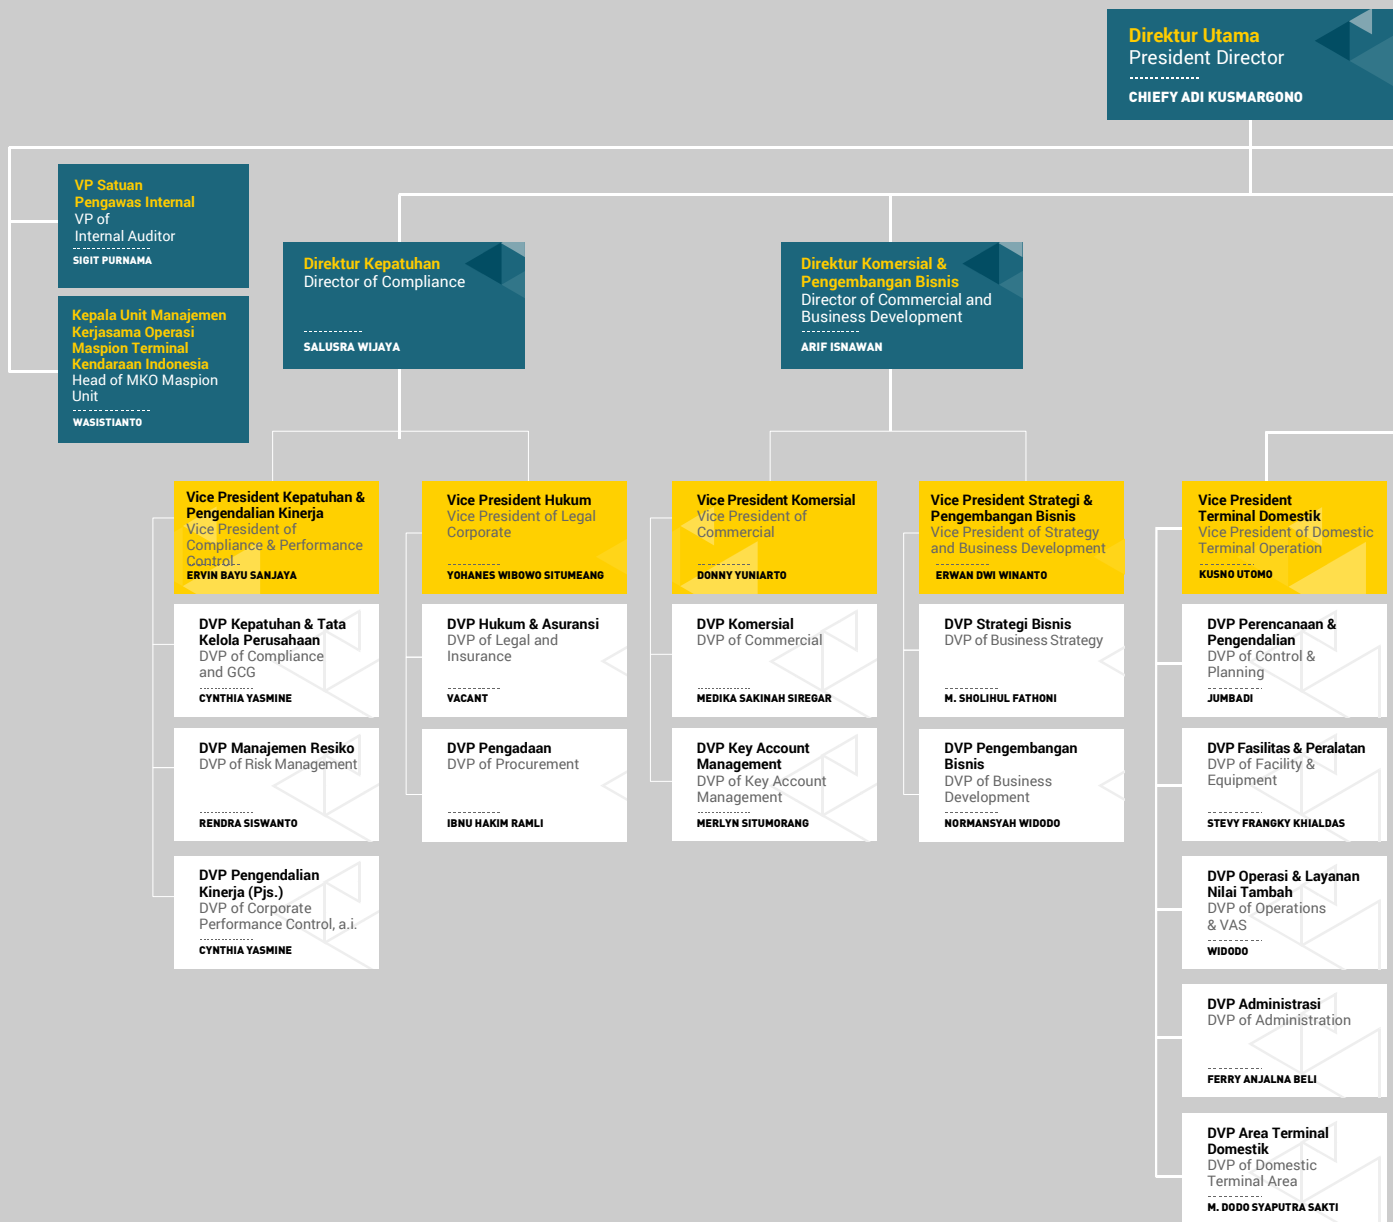 Direktur Utama
President Director
CHIEFY ADI KUSMARGONO
VP Satuan
Pengawas Internal
VP of
Internal Auditor
SIGIT PURNAMA
Kepala Unit Manajemen
Kerjasama Operasi
Maspion Terminal
Kendaraan Indonesia
Head of MKO Maspion
Unit
WASISTIANTO
Direktur Kepatuhan
Director of Compliance
SALUSRA WIJAYA
Direktur Komersial &
Pengembangan Bisnis
Director of Commercial and
Business Development
ARIF ISNAWAN
Vice President Kepatuhan &
Pengendalian Kinerja
Vice President of
Compliance & Performance
Control
ERVIN BAYU SANJAYA
DVP Kepatuhan & Tata
Kelola Perusahaan
DVP of Compliance
and GCG
CYNTHIA YASMINE
DVP Manajemen Resiko
DVP of Risk Management
RENDRA SISWANTO
DVP Pengendalian
Kinerja (Pjs.)
DVP of Corporate
Performance Control, a.i.
CYNTHIA YASMINE
Vice President Hukum
Vice President of Legal
Corporate
YOHANES WIBOWO SITUMEANG
DVP Hukum & Asuransi
DVP of Legal and
Insurance
VACANT
DVP Pengadaan
DVP of Procurement
IBNU HAKIM RAMLI
Vice President Komersial
Vice President of
Commercial
DONNY YUNIARTO
DVP Komersial
DVP of Commercial
MEDIKA SAKINAH SIREGAR
DVP Key Account
Management
DVP of Key Account
Management
MERLYN SITUMORANG
Vice President Strategi &
Pengembangan Bisnis
Vice President of Strategy
and Business Development
ERWAN DWI WINANTO
DVP Strategi Bisnis
DVP of Business Strategy
M. SHOLIHUL FATHONI
DVP Pengembangan
Bisnis
DVP of Business
Development
NORMANSYAH WIDODO
Vice President
Terminal Domestik
Vice President of Domestic
Terminal Operation
KUSNO UTOMO
DVP Perencanaan &
Pengendalian
DVP of Control &
Planning
JUMBADI
DVP Fasilitas & Peralatan
DVP of Facility &
Equipment
STEVY FRANGKY KHIALDAS
DVP Operasi & Layanan
Nilai Tambah
DVP of Operations
& VAS
WIDODO
DVP Administrasi
DVP of Administration
FERRY ANJALNA BELI
DVP Area Terminal
Domestik
DVP of Domestic
Terminal Area
M. DODO SYAPUTRA SAKTI